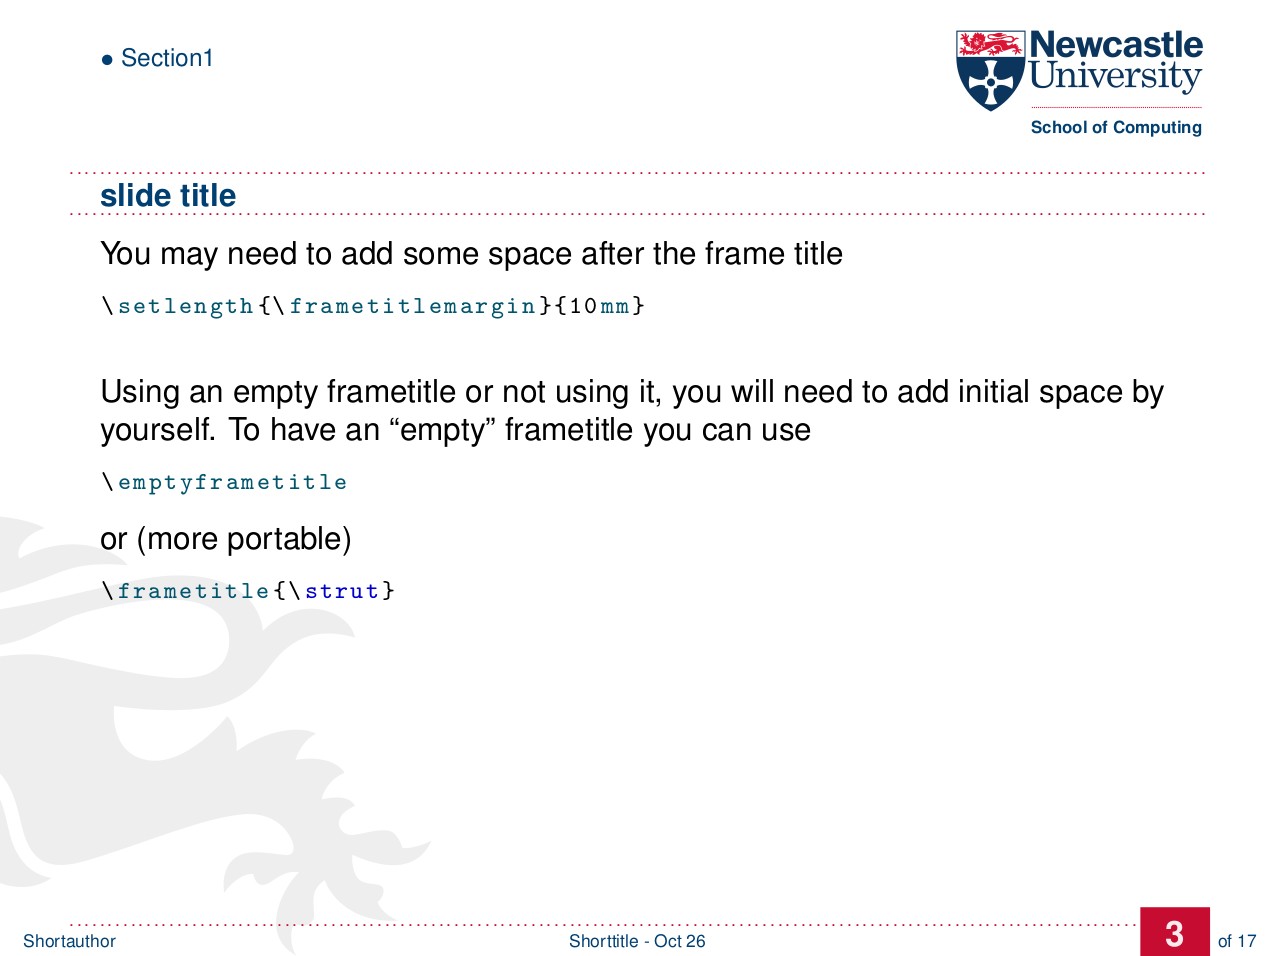 • Section1
Newcastle
University
School of Computing
slide title
You may need to add some space after the frame title
\setlength{\frametitlemargin}{10mm}
Using an empty frametitle or not using it, you will need to add initial space by
yourself. To have an “empty” frametitle you can use
\emptyframetitle
or (more portable)
\frametitle{\strut}
Shortauthor
Shorttitle - Oct 26
3 of 17